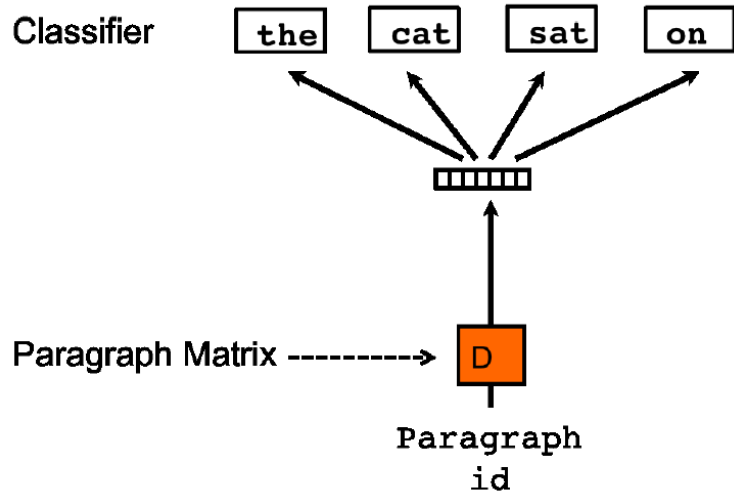 Classifier the cat sat on
Paragraph Matrix D
Paragraph
id